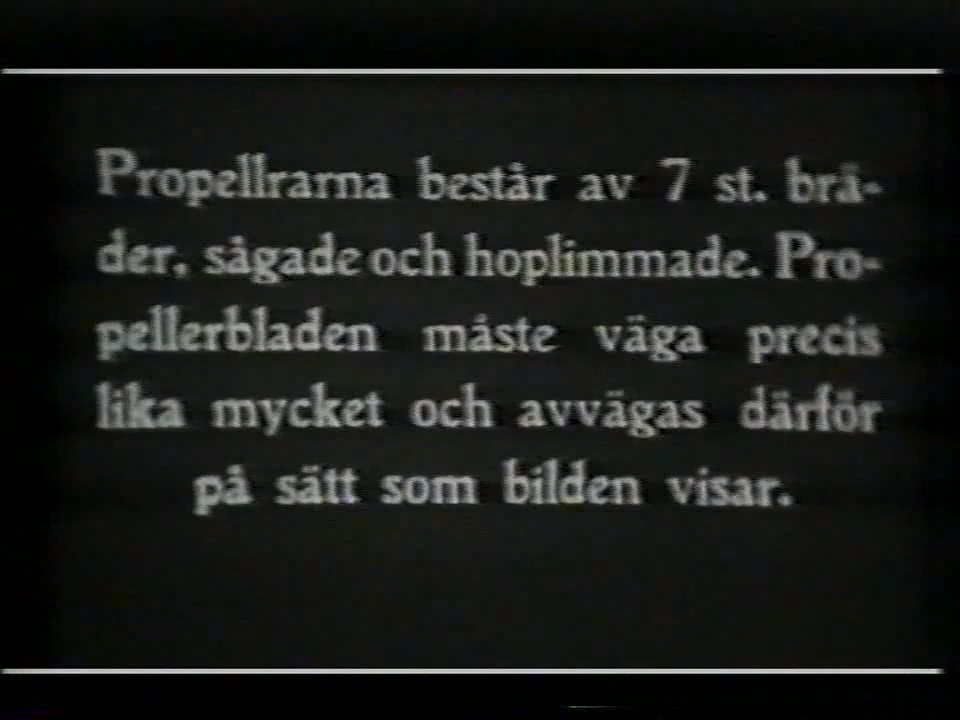 Propellrarna består av 7 st. brä-
der, sågade och hoplimmade. Pro-
pellerbladen måste väga precis
lika mycket och avvägas därför
på sätt som bilden visar.